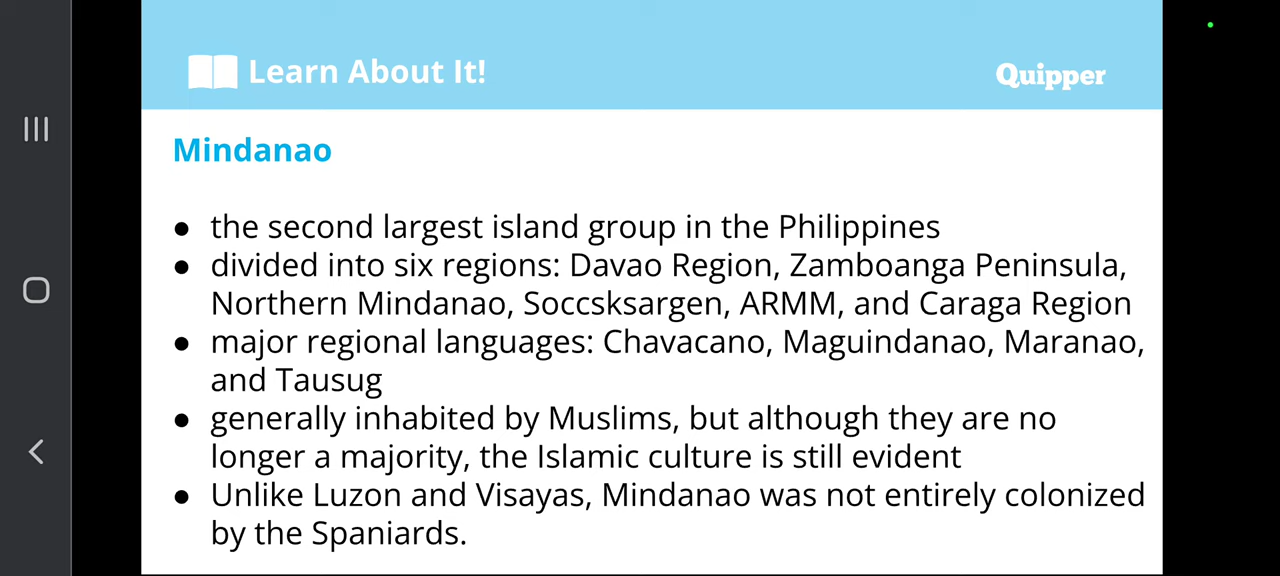 Learn About It!
Quipper
Mindanao
● the second largest island group in the Philippines
● divided into six regions: Davao Region, Zamboanga Peninsula,
Northern Mindanao, Soccsksargen, ARMM, and Caraga Region
● major regional languages: Chavacano, Maguindanao, Maranao,
and Tausug
● generally inhabited by Muslims, but although they are no
longer a majority, the Islamic culture is still evident
● Unlike Luzon and Visayas, Mindanao was not entirely colonized
by the Spaniards.